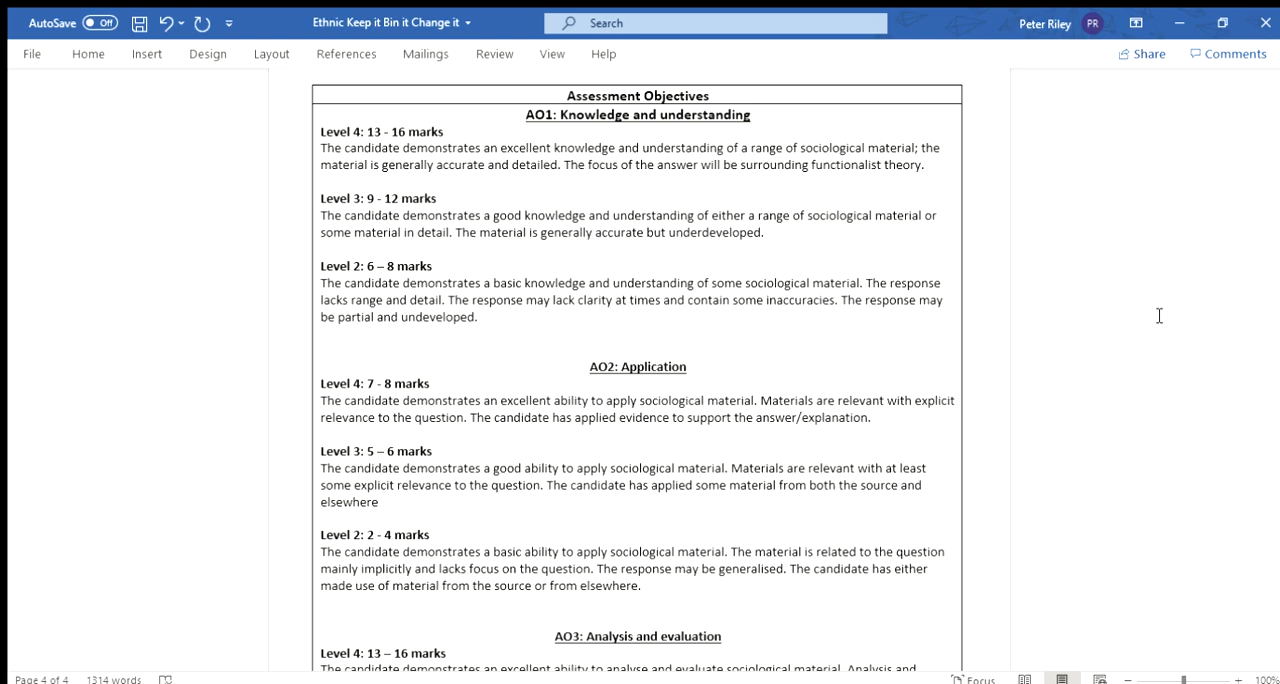 AutoSave Off Ethnic Keep it Bin it Change it Search Peter Riley PR
File Home Insert Design Layout References Mailings Review View Help Share Comments
Assessment Objectives
AO1: Knowledge and understanding
Level 4: 13 - 16 marks
The candidate demonstrates an excellent knowledge and understanding of a range of sociological material; the
material is generally accurate and detailed. The focus of the answer will be surrounding functionalist theory.
Level 3: 9 - 12 marks
The candidate demonstrates a good knowledge and understanding of either a range of sociological material or
some material in detail. The material is generally accurate but underdeveloped.
Level 2: 6 – 8 marks
The candidate demonstrates a basic knowledge and understanding of some sociological material. The response
lacks range and detail. The response may lack clarity at times and contain some inaccuracies. The response may
be partial and undeveloped.
AO2: Application
Level 4: 7 - 8 marks
The candidate demonstrates an excellent ability to apply sociological material. Materials are relevant with explicit
relevance to the question. The candidate has applied evidence to support the answer/explanation.
Level 3: 5 – 6 marks
The candidate demonstrates a good ability to apply sociological material. Materials are relevant with at least
some explicit relevance to the question. The candidate has applied some material from both the source and
elsewhere
Level 2: 2 - 4 marks
The candidate demonstrates a basic ability to apply sociological material. The material is related to the question
mainly implicitly and lacks focus on the question. The response may be generalised. The candidate has either
made use of material from the source or from elsewhere.
AO3: Analysis and evaluation
Level 4: 13 – 16 marks
The candidate demonstrates an excellent ability to analyse and evaluate sociological material. Analysis and
Page 4 of 4 1314 words Focus 100%